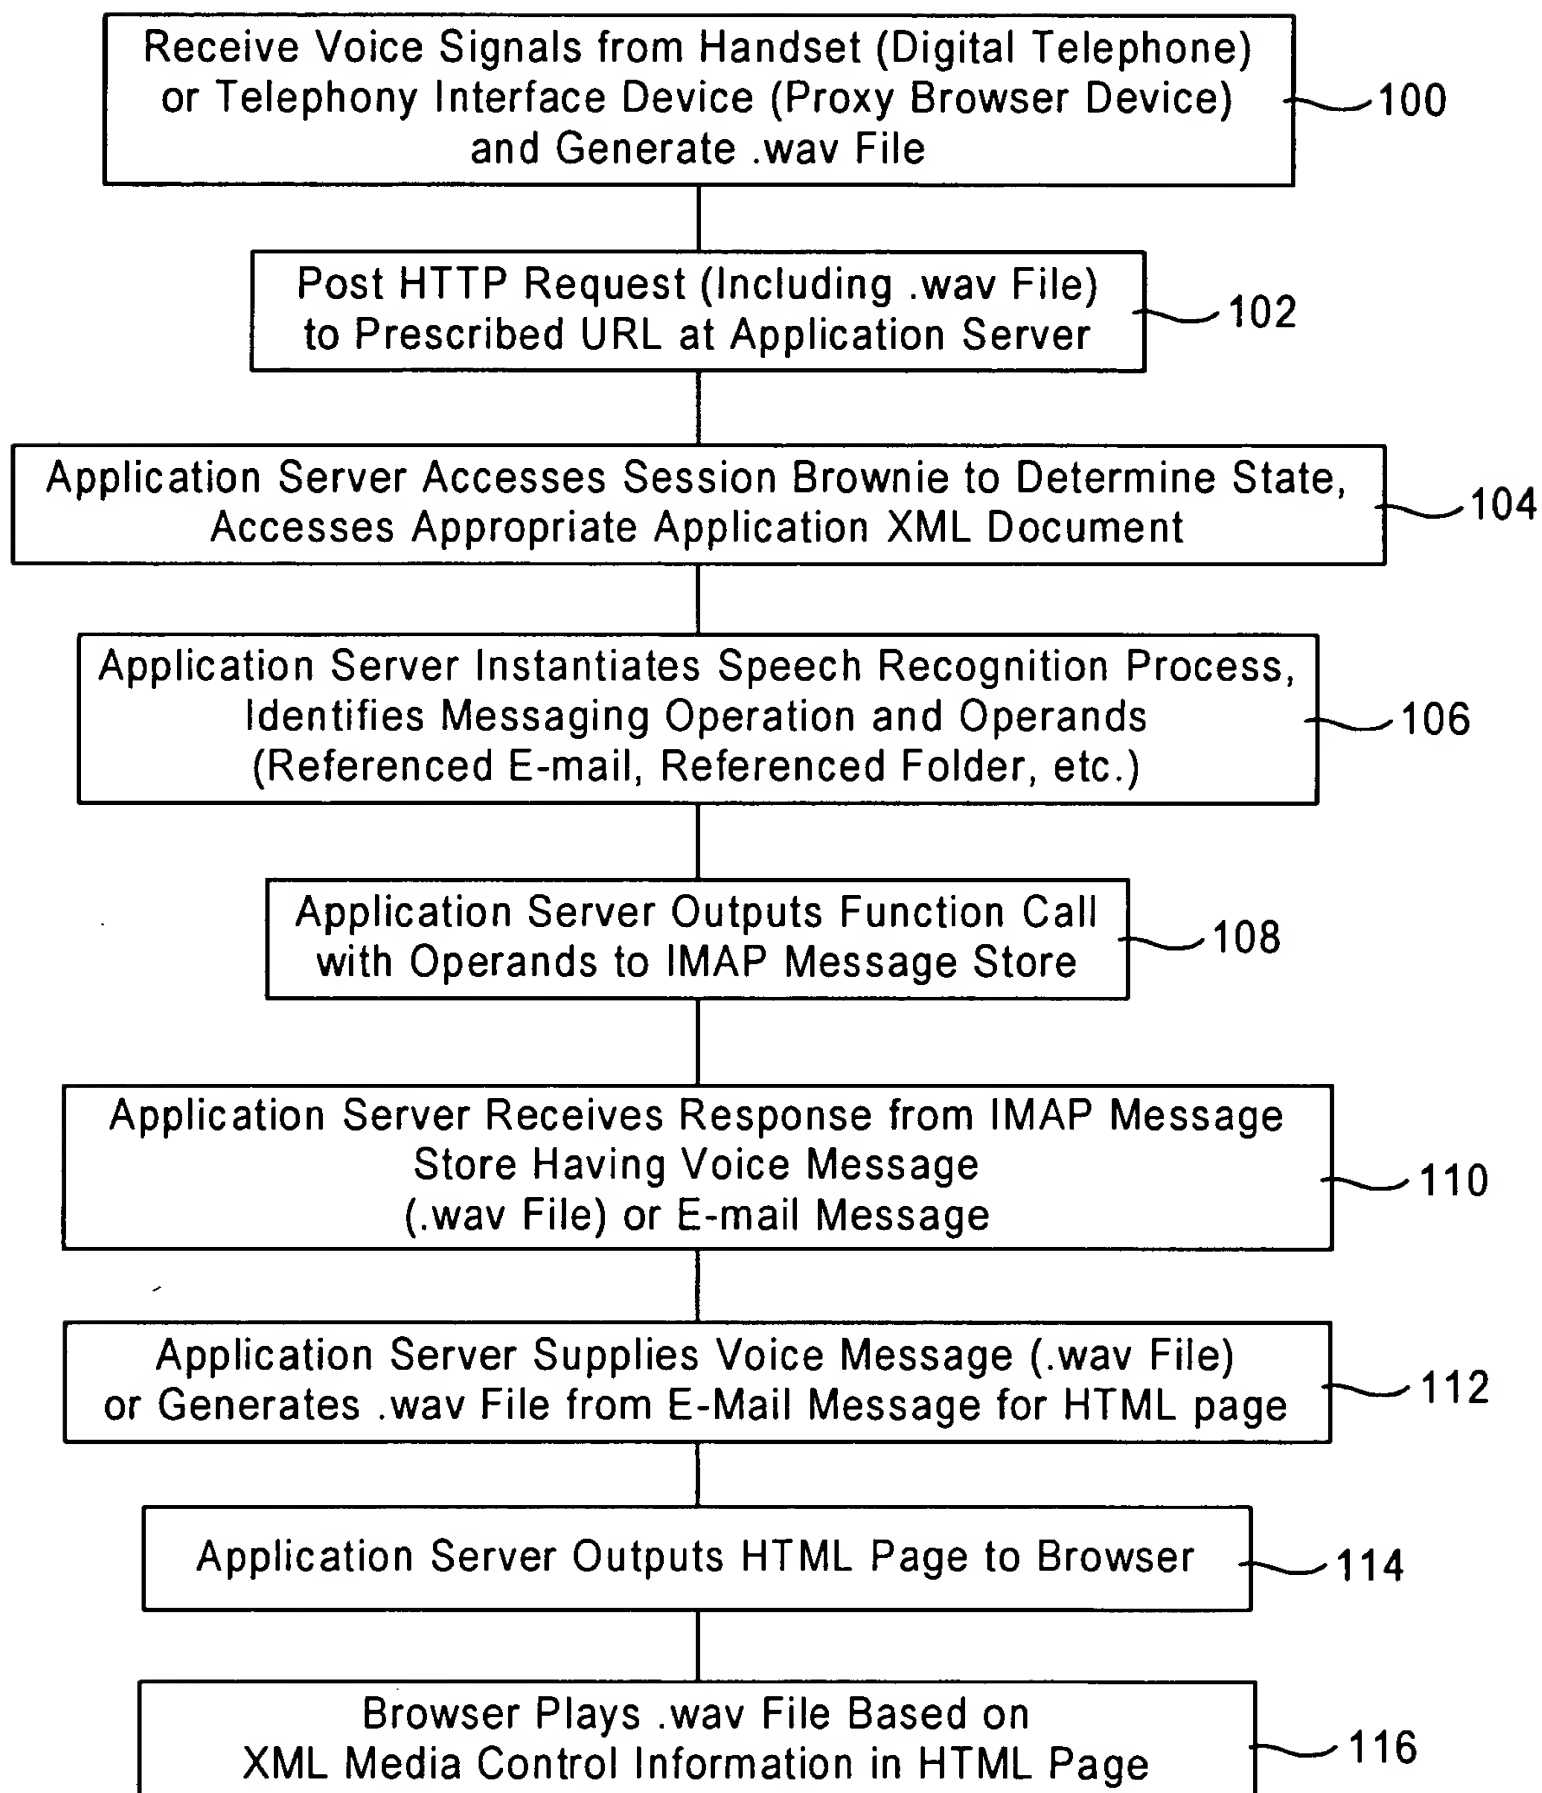 Receive Voice Signals from Handset (Digital Telephone)
or Telephony Interface Device (Proxy Browser Device)
and Generate .wav File
100
Post HTTP Request (Including .wav File)
to Prescribed URL at Application Server
102
Application Server Accesses Session Brownie to Determine State,
Accesses Appropriate Application XML Document
104
Application Server Instantiates Speech Recognition Process,
Identifies Messaging Operation and Operands
(Referenced E-mail, Referenced Folder, etc.)
106
Application Server Outputs Function Call
with Operands to IMAP Message Store
108
Application Server Receives Response from IMAP Message
Store Having Voice Message
(.wav File) or E-mail Message
110
Application Server Supplies Voice Message (.wav File)
or Generates .wav File from E-Mail Message for HTML page
112
Application Server Outputs HTML Page to Browser
114
Browser Plays .wav File Based on
XML Media Control Information in HTML Page
116